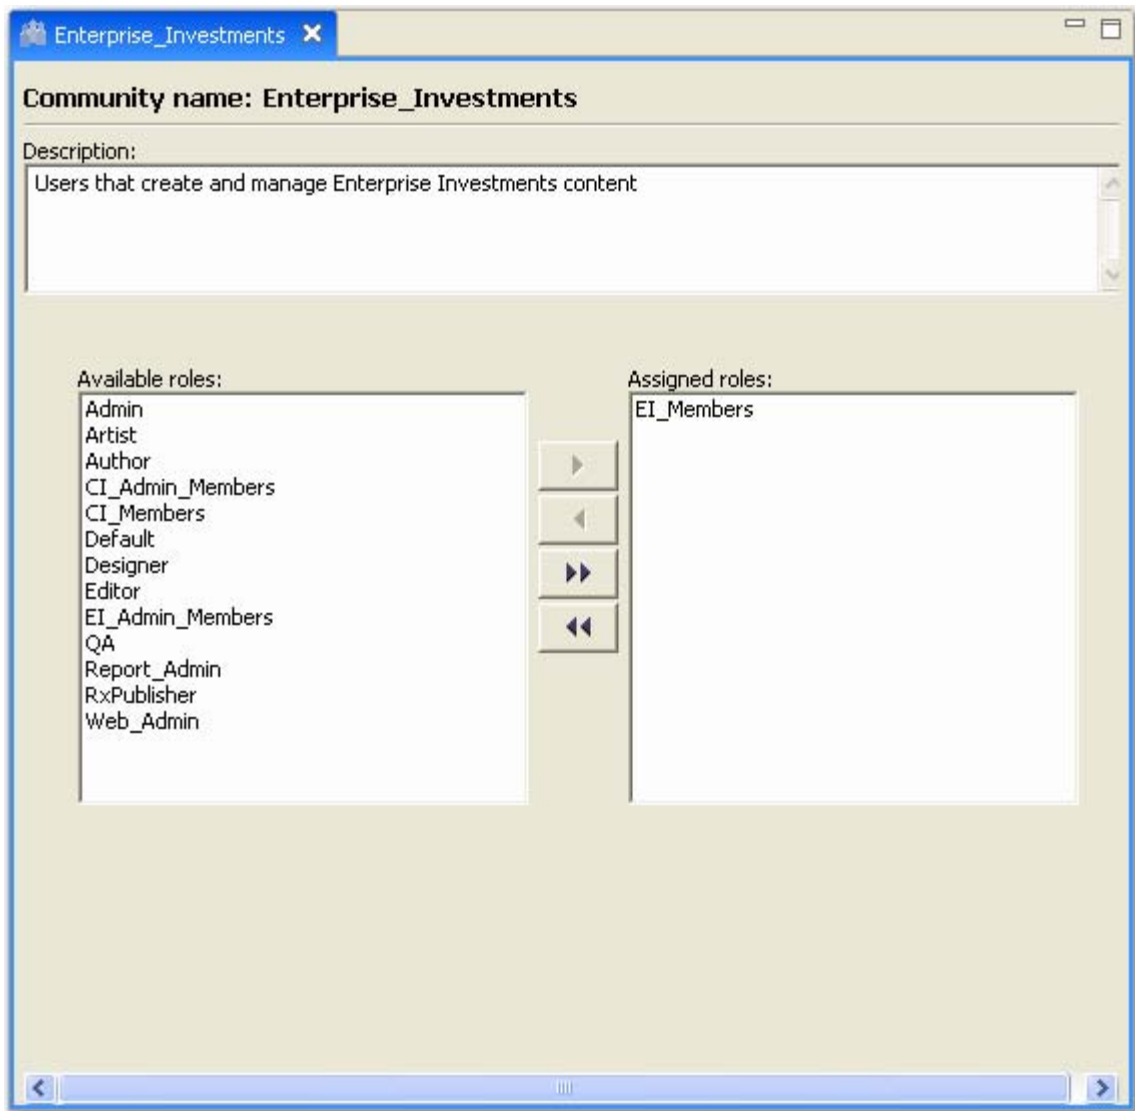 Enterprise_Investments
Community name: Enterprise_Investments
Description:
Users that create and manage Enterprise Investments content
Available roles:
Admin
Artist
Author
CI_Admin_Members
CI_Members
Default
Designer
Editor
EI_Admin_Members
QA
Report_Admin
RxPublisher
Web_Admin
Assigned roles:
EI_Members